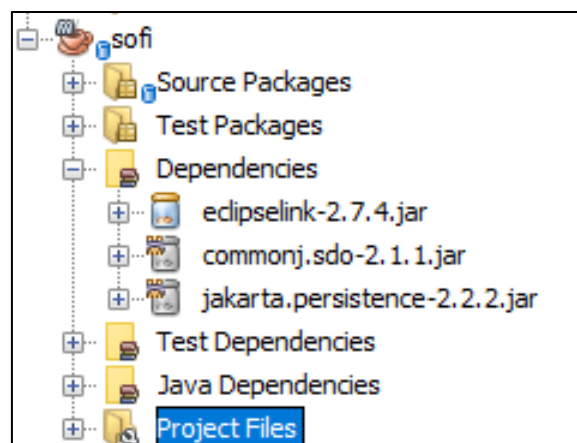 sofi
Source Packages
Test Packages
Dependencies
eclipselink-2.7.4.jar
commonj.sdo-2.1.1.jar
jakarta.persistence-2.2.2.jar
Test Dependencies
Java Dependencies
Project Files